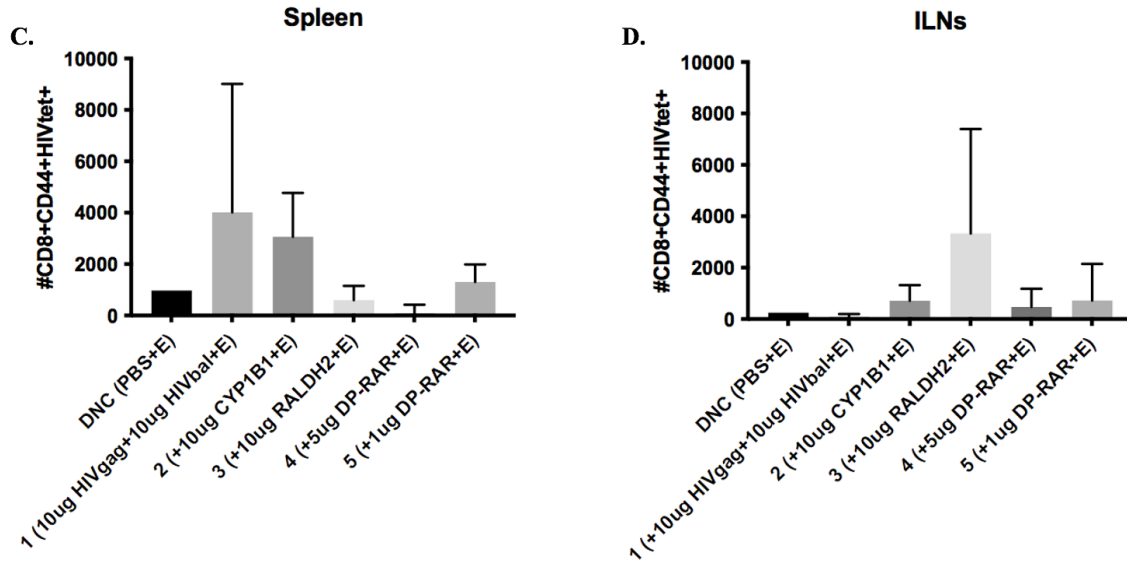 C.
Spleen
#CD8+CD44+HIVtet+
10000
8000
6000
4000
2000
0
DNC (PBS+E)
1 (10ug HIVgag+10ug HIVbal+E)
2 (+10ug CYP1B1+E)
3 (+10ug RALDH2+E)
4 (+5ug DP-RAR+E)
5 (+1ug DP-RAR+E)
D.
ILNs
#CD8+CD44+HIVtet+
10000
8000
6000
4000
2000
0
DNC (PBS+E)
1 (+10ug HIVgag+10ug HIVbal+E)
2 (+10ug CYP1B1+E)
3 (+10ug RALDH2+E)
4 (+5ug DP-RAR+E)
5 (+1ug DP-RAR+E)